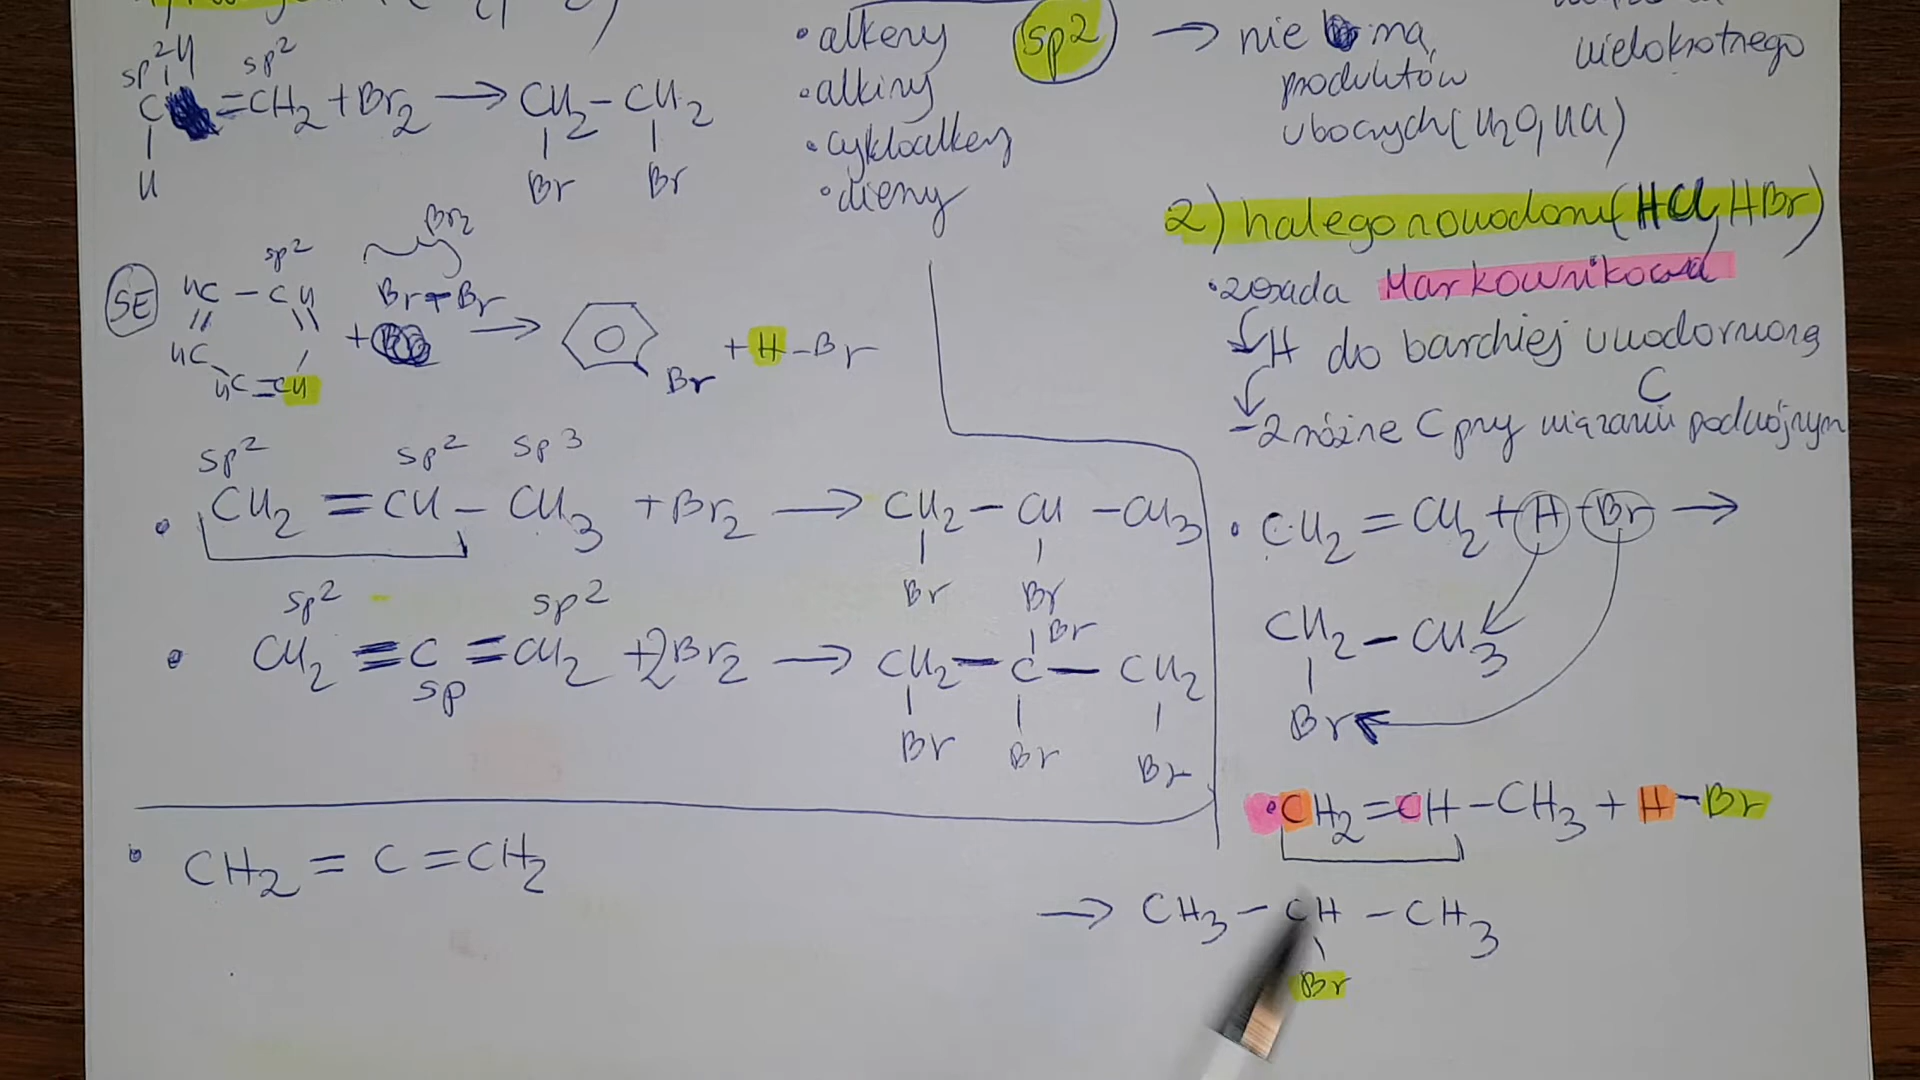 • alkeny
• alkiny
• cykloalkeny
• dieny
sp2 → nie ma
produktów
ubocznych (H2O, HCl)
wielokrotnego
sp2 H sp2
C =CH2 + Br2 → CH2 – CH2
H Br Br
SE
sp2 Br2
HC – CH Br–Br
HC + → + H–Br
HC = CH Br
sp2 sp2 sp3
• CH2 = CH – CH3 + Br2 → CH2 – CH – CH3
Br Br
sp2 sp2
• CH2 = C = CH2 + 2Br2 → CH2 – C – CH2
sp
Br
Br Br Br
• CH2 = C = CH2
2) halogenowodory (HCl, HBr)
• zasada Markownikowa
→ H do bardziej uwodornionego
C
– 2 różne C przy wiązaniu podwójnym
• CH2 = CH2 + H – Br →
CH2 – CH3
Br
• CH2 = CH – CH3 + H – Br
→ CH3 – CH – CH3
Br